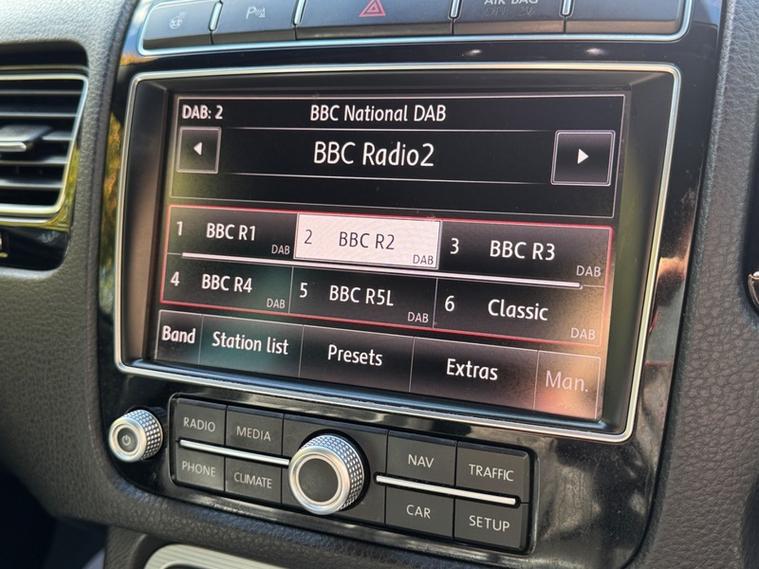 AIR BAG
DAB: 2 BBC National DAB
BBC Radio2
1 BBC R1 DAB 2 BBC R2 DAB 3 BBC R3 DAB
4 BBC R4 DAB 5 BBC R5L DAB 6 Classic DAB
Band Station list Presets Extras Man.
RADIO MEDIA NAV TRAFFIC
PHONE CLIMATE CAR SETUP